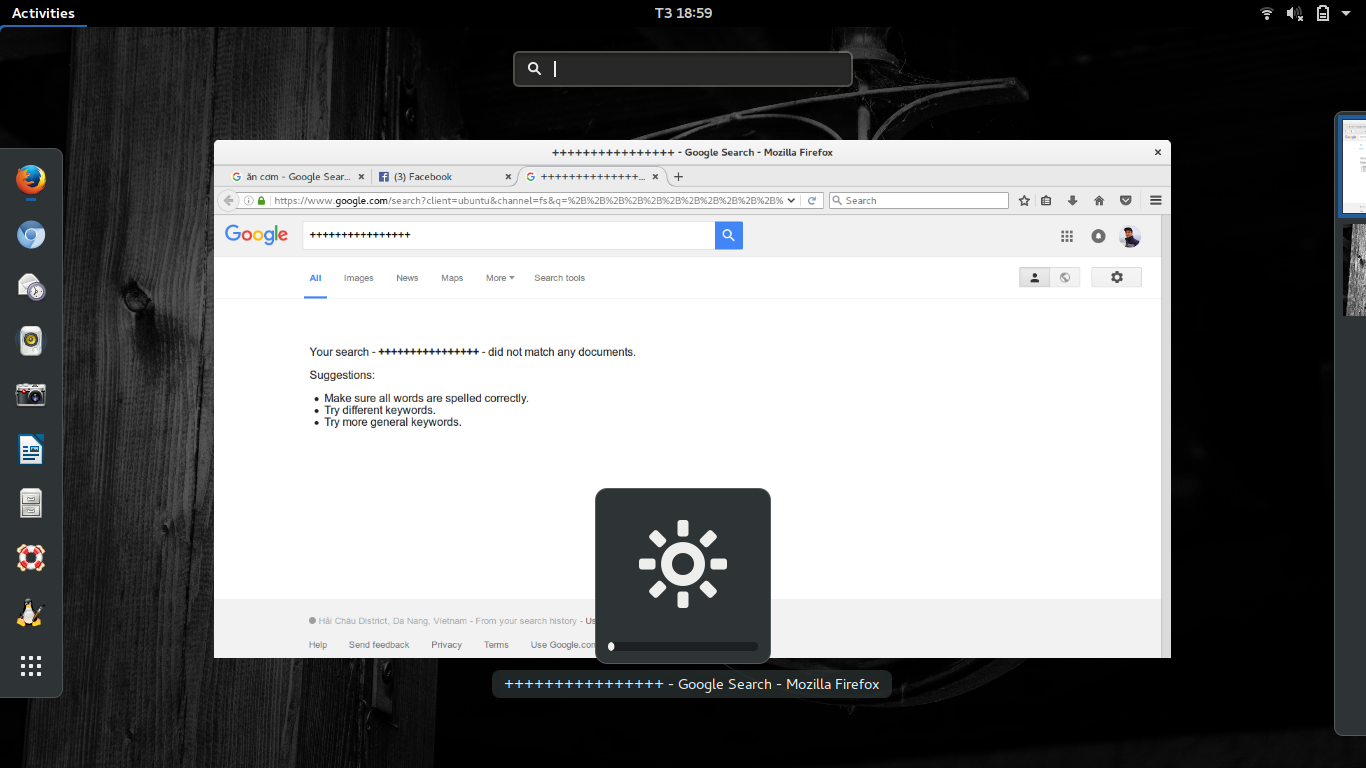 Activities
T3 18:59
++++++++++++++++ - Google Search - Mozilla Firefox
ăn cơm - Google Sear...
(3) Facebook
++++++++++++++...
https://www.google.com/search?client=ubuntu&channel=fs&q=%2B%2B%2B%2B%2B%2B%2B%2B%2B%2B%2B%2B%
Search
Google
++++++++++++++++
All
Images
News
Maps
More
Search tools
Your search - ++++++++++++++++ - did not match any documents.
Suggestions:
Make sure all words are spelled correctly.
Try different keywords.
Try more general keywords.
Hải Châu District, Da Nang, Vietnam - From your search history - Us
Help
Send feedback
Privacy
Terms
Use Google.com
++++++++++++++++ - Google Search - Mozilla Firefox